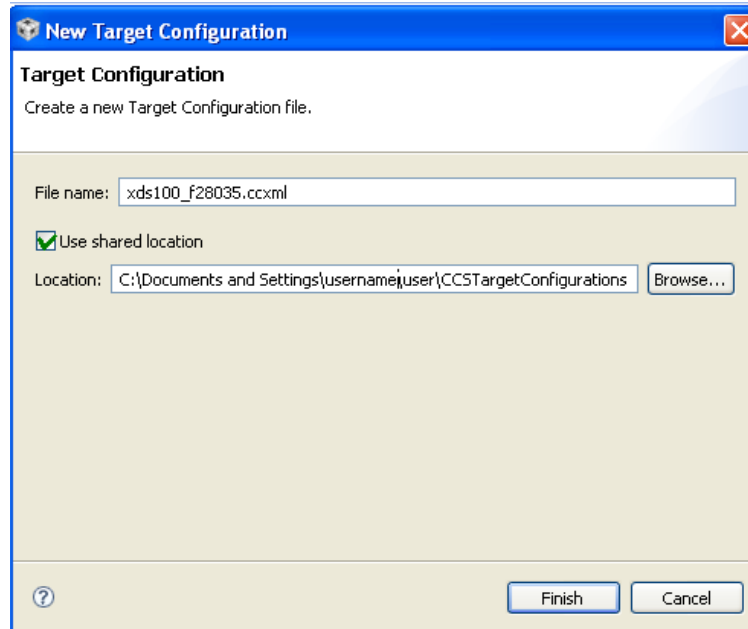 New Target Configuration
Target Configuration
Create a new Target Configuration file.
File name: xds100_f28035.ccxml
Use shared location
Location: C:\Documents and Settings\username\user\CCSTargetConfigurations Browse...
? Finish Cancel